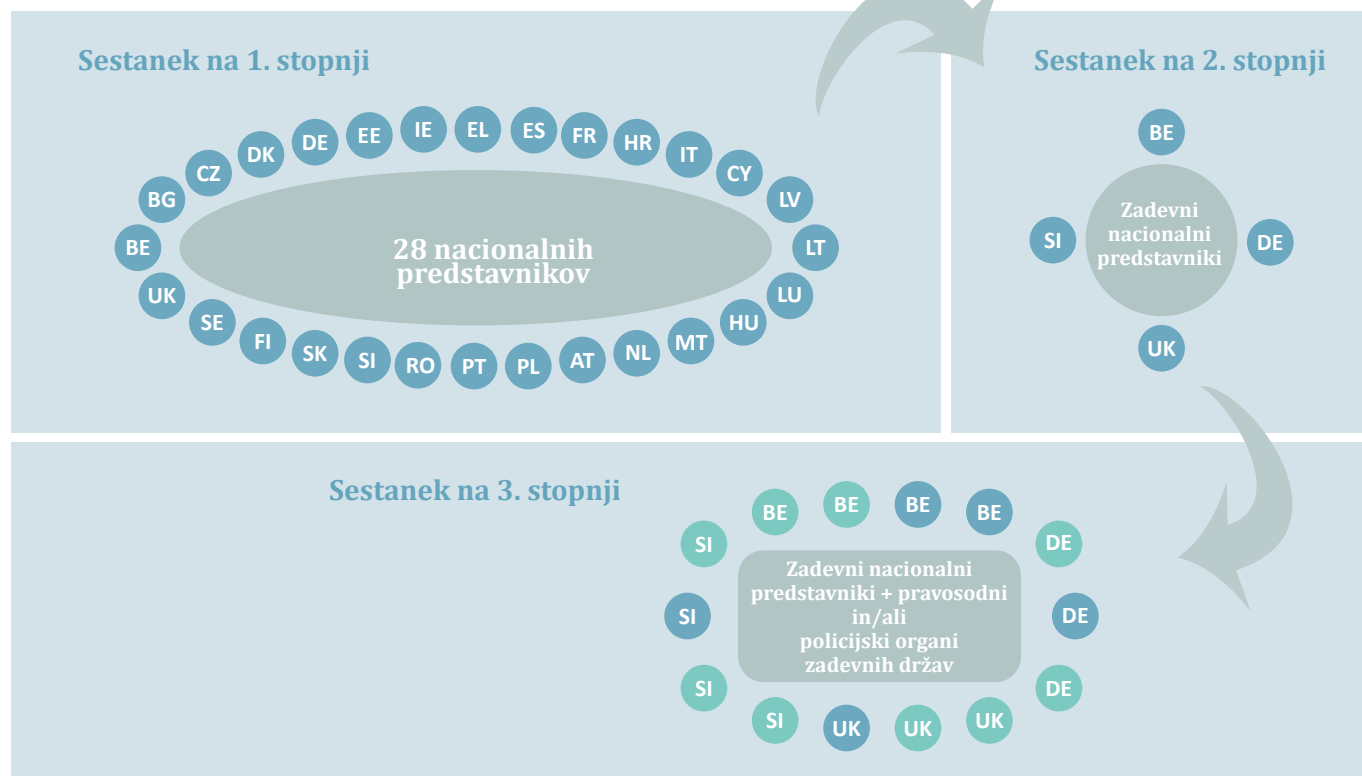 Sestanek na 1. stopnji
BE
BG
CZ
DK
DE
EE
IE
EL
ES
FR
HR
IT
CY
LV
LT
LU
HU
MT
NL
AT
PL
PT
RO
SI
SK
FI
SE
UK
28 nacionalnih
predstavnikov
Sestanek na 2. stopnji
BE
SI
Zadevni
nacionalni
predstavniki
DE
UK
Sestanek na 3. stopnji
SI
BE
BE
BE
BE
DE
SI
Zadevni nacionalni
predstavniki + pravosodni
in/ali
policijski organi
zadevnih držav
DE
SI
SI
UK
UK
UK
DE